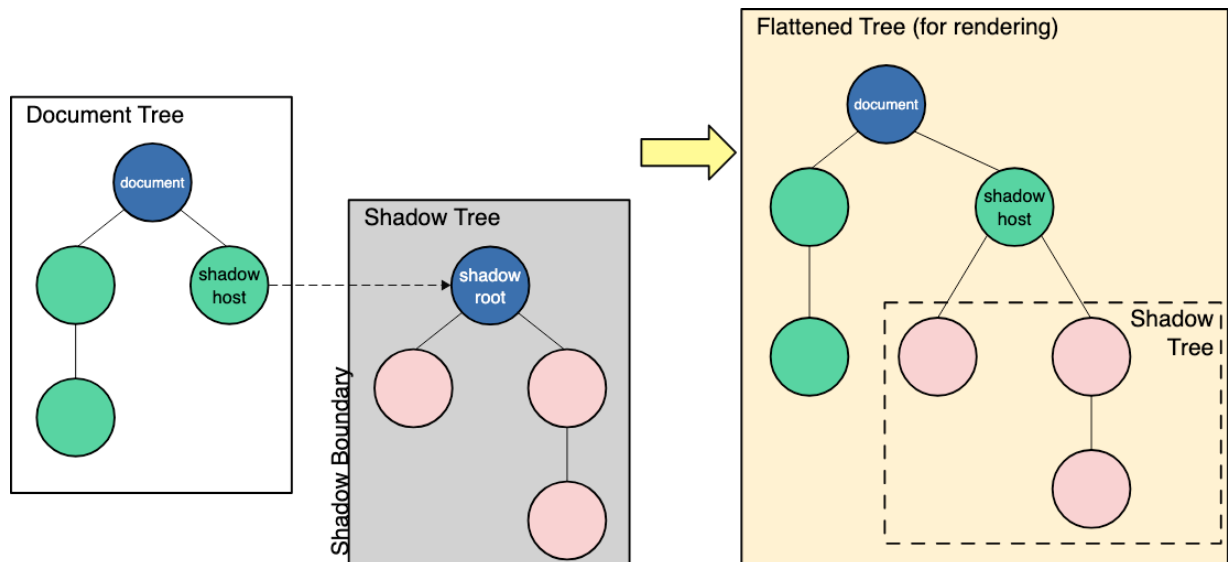 Document Tree
document
shadow
host
Shadow Tree
shadow
root
Shadow Boundary
Flattened Tree (for rendering)
document
shadow
host
Shadow
Tree